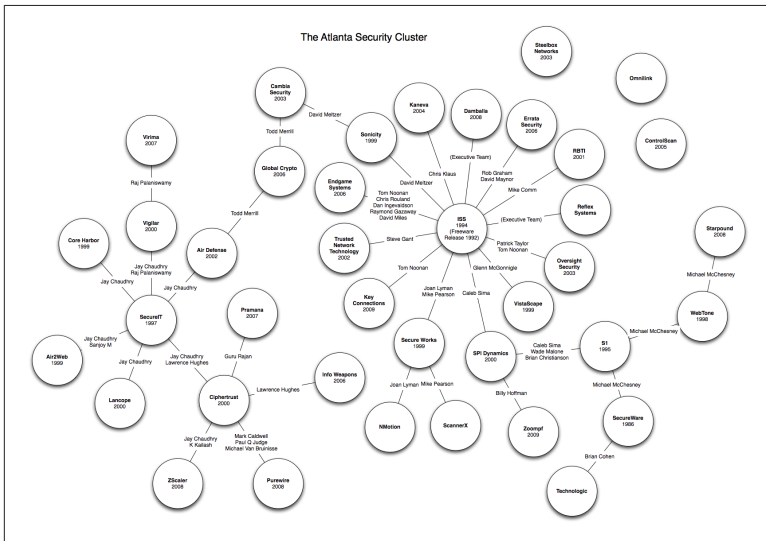 The Atlanta Security Cluster
Steelbox
Networks
2003
Omnilink
ControlScan
2005
Cambia
Security
2003
David Meltzer
Todd Merrill
Sonicity
1999
Kaneva
2004
Damballa
2008
Errata
Security
2006
RBTI
2001
Virima
2007
Raj Palaniswamy
Global Crypto
2006
Endgame
Systems
2006
David Meltzer
Chris Klaus
(Executive Team)
Rob Graham
David Maynor
Mike Comm
Reflex
Systems
Tom Noonan
Chris Rouland
Dan Ingevaldson
Raymond Gazaway
David Miles
ISS
1994
(Freeware
Release 1992)
(Executive Team)
Vigilar
2000
Todd Merrill
Core Harbor
1999
Air Defense
2002
Trusted
Network
Technology
2002
Steve Gant
Patrick Taylor
Tom Noonan
Oversight
Security
2003
Starpound
2008
Jay Chaudhry
Jay Chaudhry
Raj Palaniswamy
Jay Chaudhry
Tom Noonan
Glenn McGonnigle
Michael McChesney
Key
Connections
2009
Joan Lyman
Mike Pearson
Caleb Sima
VistaScape
1999
SecureIT
1997
Pramana
2007
WebTone
1998
Michael McChesney
Air2Web
1999
Jay Chaudhry
Sanjoy M
Jay Chaudhry
Jay Chaudhry
Lawrence Hughes
Guru Rajan
Secure Works
1999
SPI Dynamics
2000
Caleb Sima
Wade Malone
Brian Christianson
S1
1995
Lancope
2000
Ciphertrust
2000
Lawrence Hughes
Info Weapons
2006
Joan Lyman
Mike Pearson
Billy Hoffman
Michael McChesney
NMotion
ScannerX
Zoompf
2009
SecureWare
1986
Jay Chaudhry
K Kailash
Mark Caldwell
Paul Q Judge
Michael Van Bruinisse
Brian Cohen
ZScaler
2008
Purewire
2008
Technologic